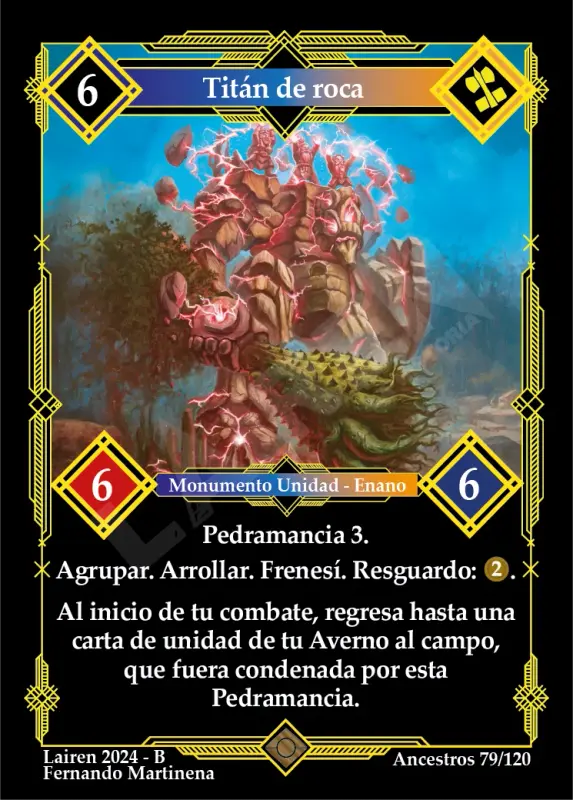 6
Titán de roca
6
Monumento Unidad - Enano
6
Pedramancia 3.
Agrupar. Arrollar. Frenesí. Resguardo: 2.
Al inicio de tu combate, regresa hasta una
carta de unidad de tu Averno al campo,
que fuera condenada por esta
Pedramancia.
Lairen 2024 - B
Fernando Martinena
Ancestros 79/120